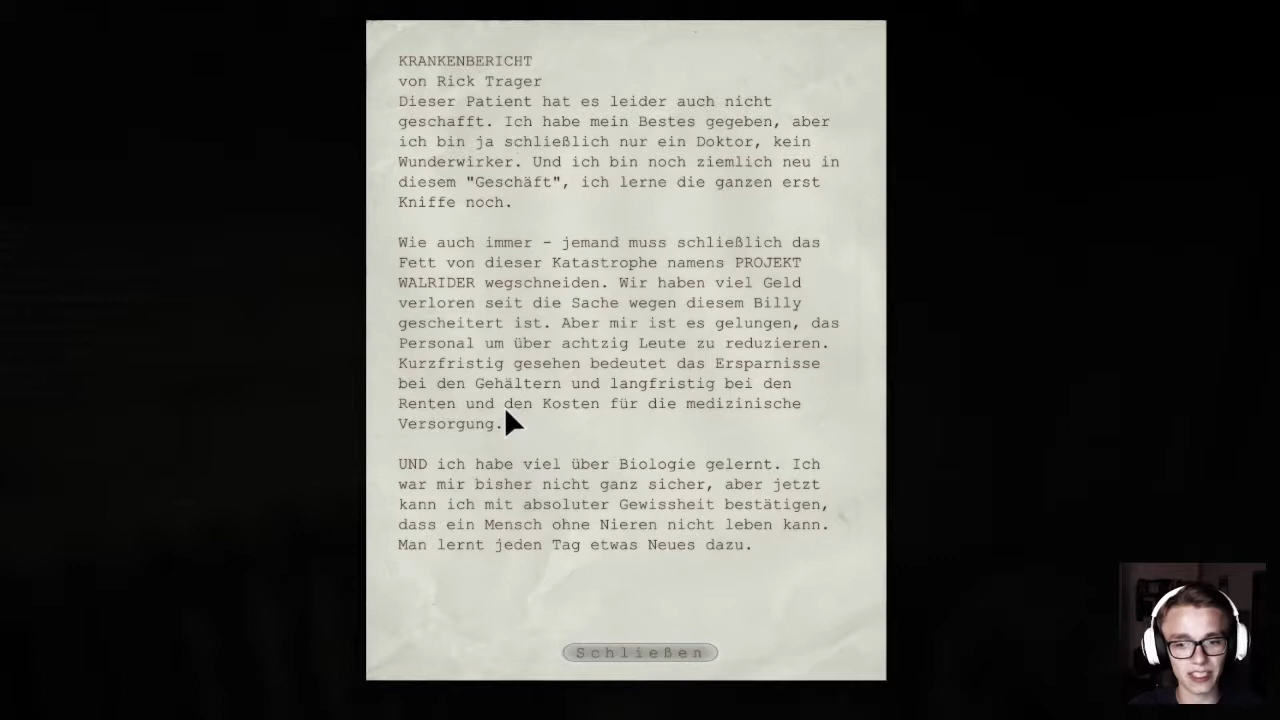 KRANKENBERICHT
von Rick Trager
Dieser Patient hat es leider auch nicht
geschafft. Ich habe mein Bestes gegeben, aber
ich bin ja schließlich nur ein Doktor, kein
Wunderwirker. Und ich bin noch ziemlich neu in
diesem "Geschäft", ich lerne die ganzen erst
Kniffe noch.
Wie auch immer - jemand muss schließlich das
Fett von dieser Katastrophe namens PROJEKT
WALRIDER wegschneiden. Wir haben viel Geld
verloren seit die Sache wegen diesem Billy
gescheitert ist. Aber mir ist es gelungen, das
Personal um über achtzig Leute zu reduzieren.
Kurzfristig gesehen bedeutet das Ersparnisse
bei den Gehältern und langfristig bei den
Renten und den Kosten für die medizinische
Versorgung.
UND ich habe viel über Biologie gelernt. Ich
war mir bisher nicht ganz sicher, aber jetzt
kann ich mit absoluter Gewissheit bestätigen,
dass ein Mensch ohne Nieren nicht leben kann.
Man lernt jeden Tag etwas Neues dazu.
Schließen